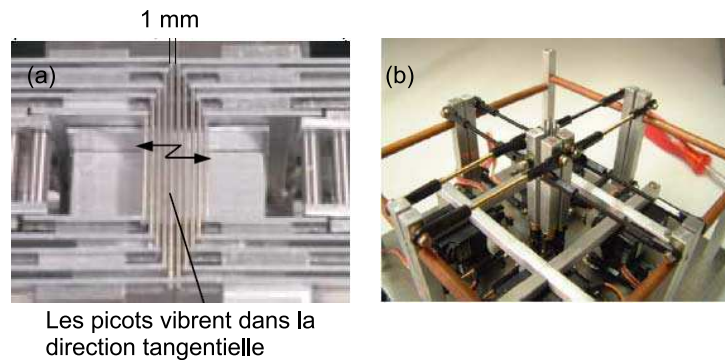 1 mm
(a)
(b)
Les picots vibrent dans la
direction tangentielle